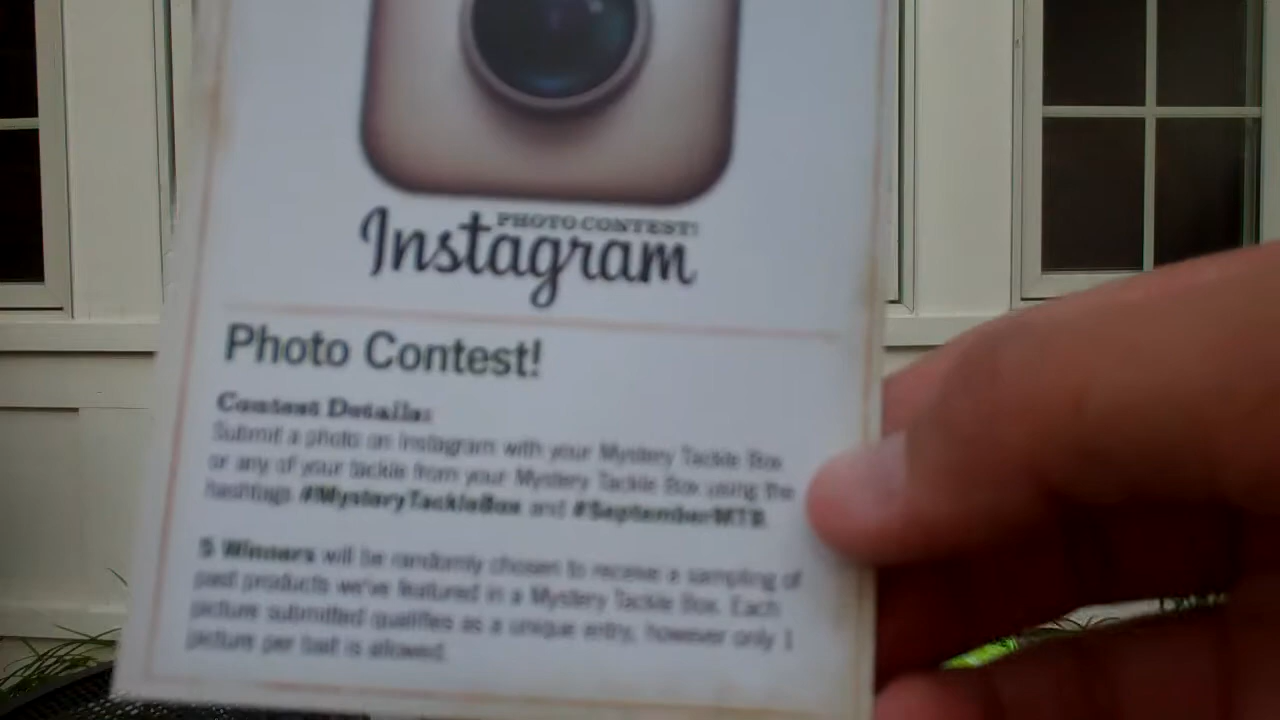 PHOTO CONTEST!
Instagram
Photo Contest!
Contest Details:
Submit a photo on Instagram with your Mystery Tackle Box
or any of your tackle from your Mystery Tackle Box using the
hashtags #MysteryTackleBox and #SeptemberMTB
5 Winners will be randomly chosen to receive a sampling of
past products we've featured in a Mystery Tackle Box. Each
picture submitted qualifies as a unique entry, however only 1
picture per bait is allowed.